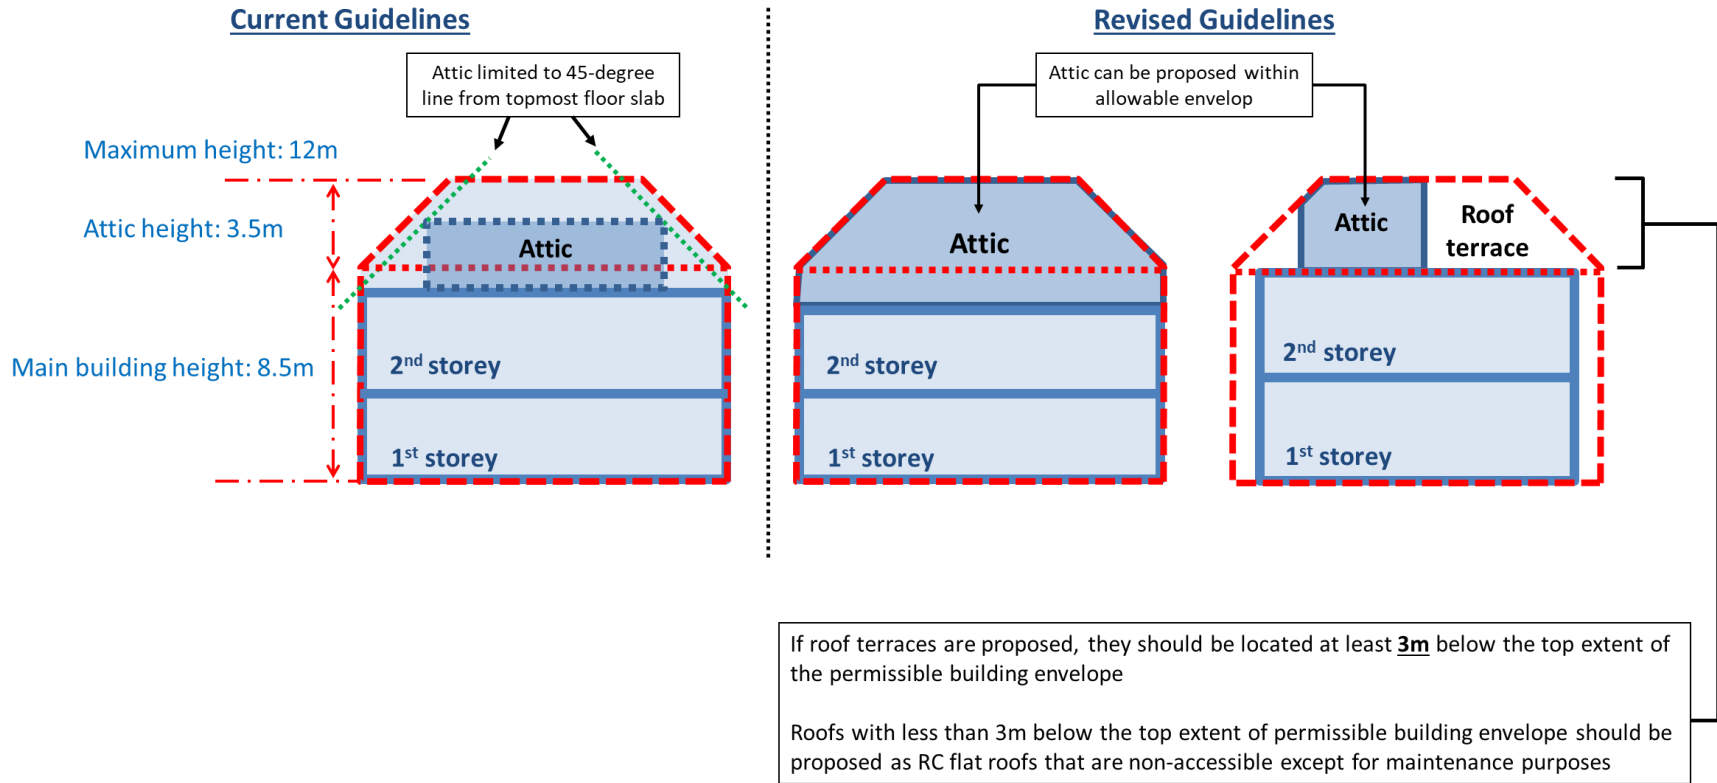 Current Guidelines
Attic limited to 45-degree
line from topmost floor slab
Maximum height: 12m
Attic height: 3.5m
Main building height: 8.5m
Attic
2nd storey
1st storey
Revised Guidelines
Attic can be proposed within
allowable envelop
Attic
2nd storey
1st storey
Attic
Roof
terrace
2nd storey
1st storey
If roof terraces are proposed, they should be located at least 3m below the top extent of
the permissible building envelope
Roofs with less than 3m below the top extent of permissible building envelope should be
proposed as RC flat roofs that are non-accessible except for maintenance purposes